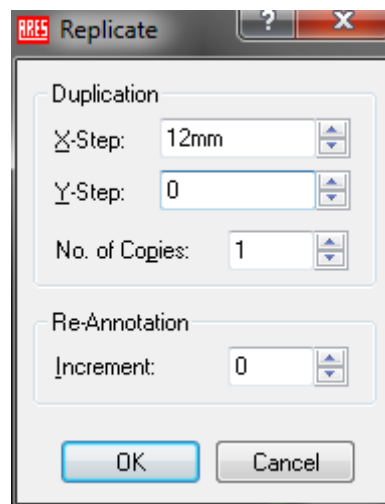 ARES Replicate ? X
Duplication
X-Step: 12mm
Y-Step: 0
No. of Copies: 1
Re-Annotation
Increment: 0
OK Cancel